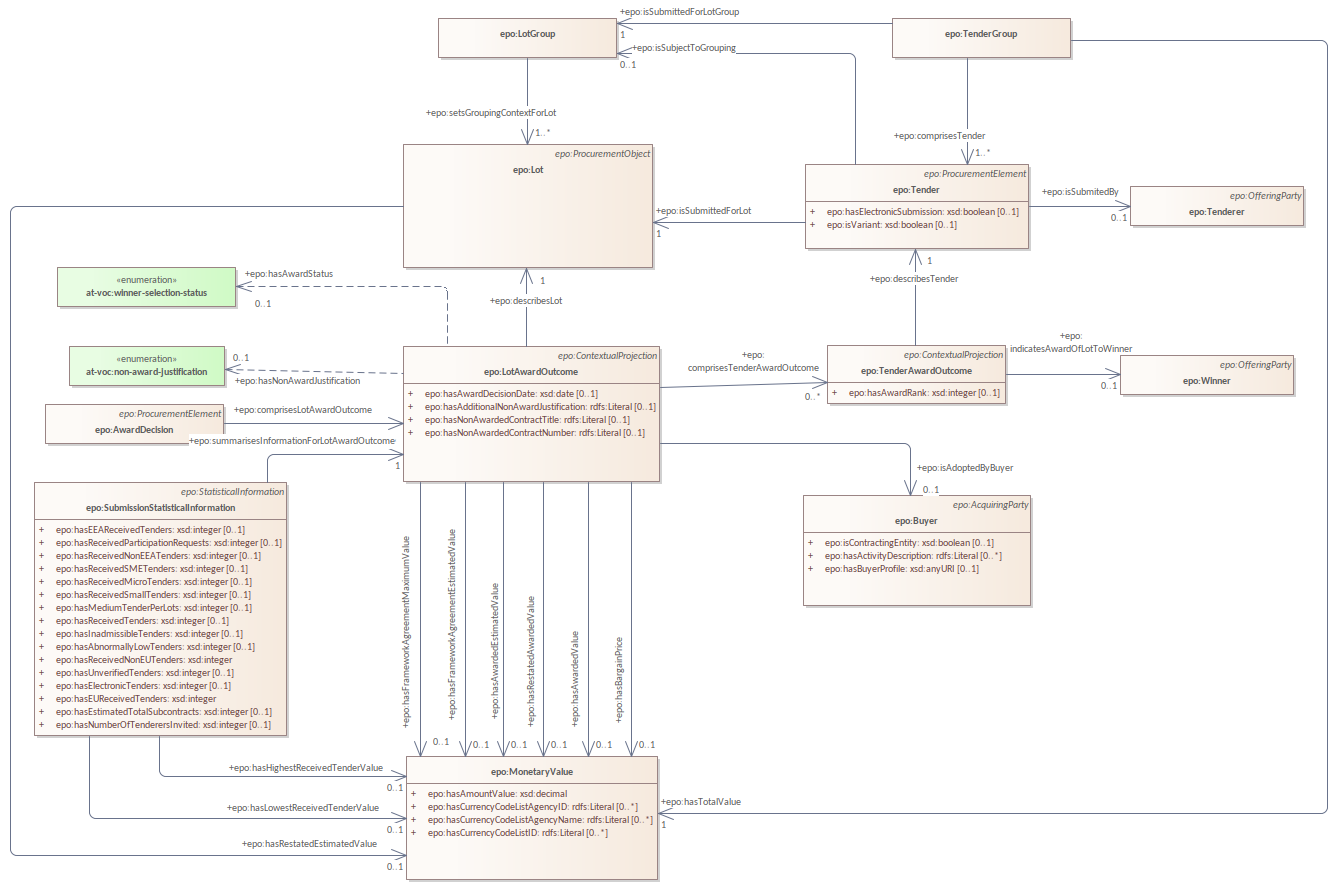 +epo:isSubmittedForLotGroup
1
epo:LotGroup
epo:TenderGroup
+epo:isSubjectToGrouping
0..1
+epo:setsGroupingContextForLot
1..*
+epo:comprisesTender
1..*
epo:ProcurementObject
epo:Lot
epo:ProcurementElement
epo:Tender
+ epo:hasElectronicSubmission: xsd:boolean [0..1]
+ epo:isVariant: xsd:boolean [0..1]
+epo:isSubmitedBy
0..1
epo:OfferingParty
epo:Tenderer
+epo:isSubmittedForLot
1
«enumeration»
at-voc:winner-selection-status
+epo:hasAwardStatus
0..1
1
+epo:describesLot
1
+epo:describesTender
«enumeration»
at-voc:non-award-justification
0..1
+epo:hasNonAwardJustification
epo:ContextualProjection
epo:LotAwardOutcome
+ epo:hasAwardDecisionDate: xsd:date [0..1]
+ epo:hasAdditionalNonAwardJustification: rdfs:Literal [0..1]
+ epo:hasNonAwardedContractTitle: rdfs:Literal [0..1]
+ epo:hasNonAwardedContractNumber: rdfs:Literal [0..1]
+epo:
comprisesTenderAwardOutcome
0..*
epo:ContextualProjection
epo:TenderAwardOutcome
+ epo:hasAwardRank: xsd:integer [0..1]
+epo:
indicatesAwardOfLotToWinner
0..1
epo:OfferingParty
epo:Winner
epo:ProcurementElement
epo:AwardDecision
+epo:comprisesLotAwardOutcome
+epo:summarisesInformationForLotAwardOutcome
1
+epo:isAdoptedByBuyer
0..1
epo:AcquiringParty
epo:Buyer
+ epo:isContractingEntity: xsd:boolean [0..1]
+ epo:hasActivityDescription: rdfs:Literal [0..*]
+ epo:hasBuyerProfile: xsd:anyURI [0..1]
epo:StatisticalInformation
epo:SubmissionStatisticalInformation
+ epo:hasEEAReceivedTenders: xsd:integer [0..1]
+ epo:hasReceivedParticipationRequests: xsd:integer [0..1]
+ epo:hasReceivedNonEEATenders: xsd:integer [0..1]
+ epo:hasReceivedSMETenders: xsd:integer [0..1]
+ epo:hasReceivedMicroTenders: xsd:integer [0..1]
+ epo:hasReceivedSmallTenders: xsd:integer [0..1]
+ epo:hasMediumTenderPerLots: xsd:integer [0..1]
+ epo:hasReceivedTenders: xsd:integer [0..1]
+ epo:hasInadmissibleTenders: xsd:integer [0..1]
+ epo:hasAbnormallyLowTenders: xsd:integer [0..1]
+ epo:hasReceivedNonEUTenders: xsd:integer
+ epo:hasUnverifiedTenders: xsd:integer [0..1]
+ epo:hasElectronicTenders: xsd:integer [0..1]
+ epo:hasEUReceivedTenders: xsd:integer
+ epo:hasEstimatedTotalSubcontracts: xsd:integer [0..1]
+ epo:hasNumberOfTenderersInvited: xsd:integer [0..1]
+epo:hasFrameworkAgreementMaximumValue
0..1
+epo:hasFrameworkAgreementEstimatedValue
0..1
+epo:hasAwardedEstimatedValue
0..1
+epo:hasRestatedAwardedValue
0..1
+epo:hasAwardedValue
0..1
+epo:hasBargainPrice
0..1
+epo:hasHighestReceivedTenderValue
0..1
+epo:hasLowestReceivedTenderValue
0..1
+epo:hasRestatedEstimatedValue
0..1
epo:MonetaryValue
+ epo:hasAmountValue: xsd:decimal
+ epo:hasCurrencyCodeListAgencyID: rdfs:Literal [0..*]
+ epo:hasCurrencyCodeListAgencyName: rdfs:Literal [0..*]
+ epo:hasCurrencyCodeListID: rdfs:Literal [0..*]
+epo:hasTotalValue
1